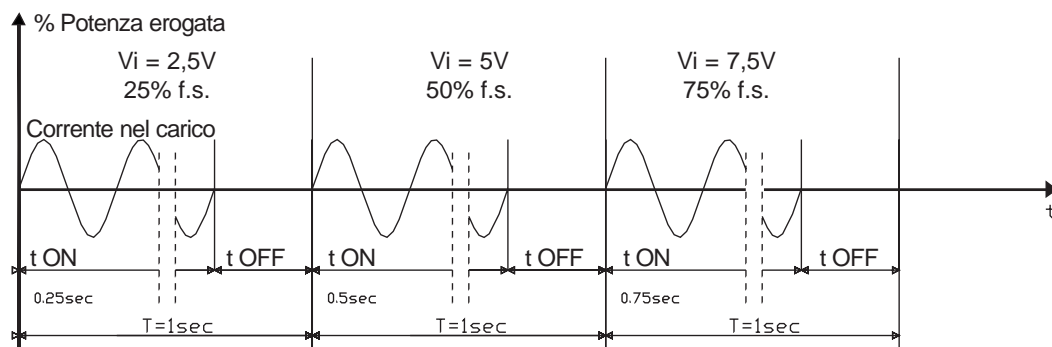 % Potenza erogata
Vi = 2,5V
25% f.s.
Vi = 5V
50% f.s.
Vi = 7,5V
75% f.s.
Corrente nel carico
t
t ON
t OFF
t ON
t OFF
t ON
t OFF
0.25sec
0.5sec
0.75sec
T=1sec
T=1sec
T=1sec